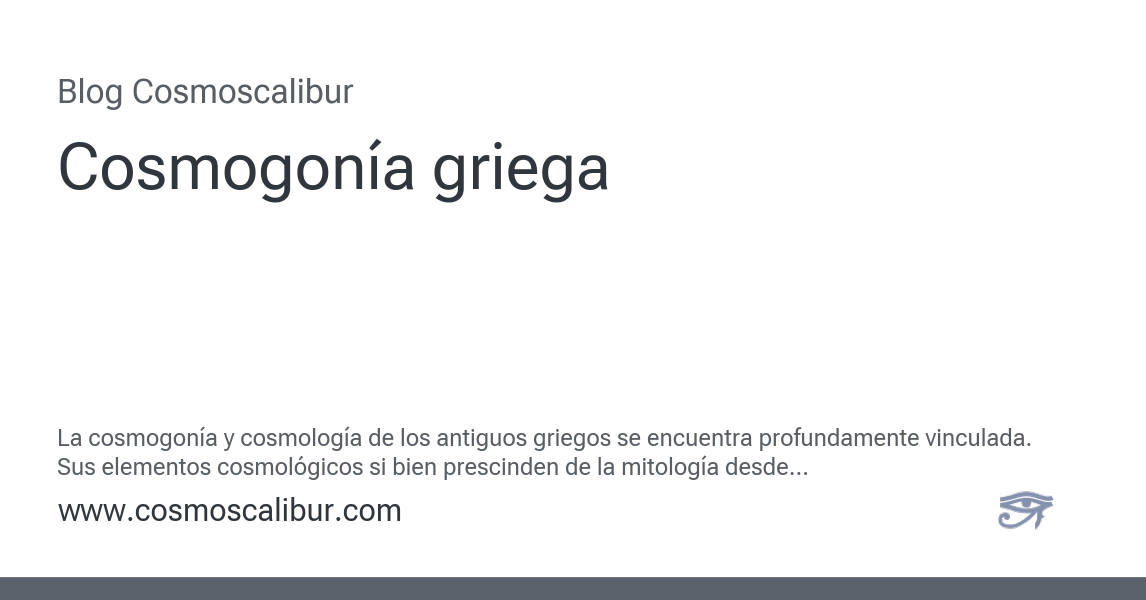 Blog Cosmoscalibur
Cosmogonía griega
La cosmogonía y cosmología de los antiguos griegos se encuentra profundamente vinculada.
Sus elementos cosmológicos si bien prescinden de la mitología desde...
www.cosmoscalibur.com